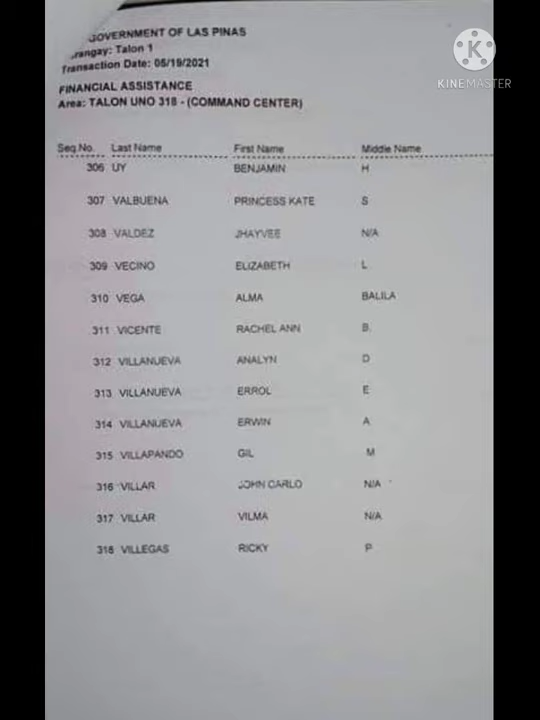 GOVERNMENT OF LAS PINAS
Talon 1
Transaction Date: 05/19/2021
FINANCIAL ASSISTANCE
Area: TALON UNO 318 - (COMMAND CENTER)
KINEMASTER
Seq.No. Last Name First Name Middle Name
306 UY BENJAMIN H
307 VALBUENA PRINCESS KATE S
308 VALDEZ JHAYVEE N/A
309 VECINO ELIZABETH L
310 VEGA ALMA BALILA
311 VICENTE RACHEL ANN B.
312 VILLANUEVA ANALYN D
313 VILLANUEVA ERROL E
314 VILLANUEVA ERWIN A
315 VILLAPANDO GIL M
316 VILLAR JOHN CARLO N/A
317 VILLAR VILMA N/A
318 VILLEGAS RICKY P